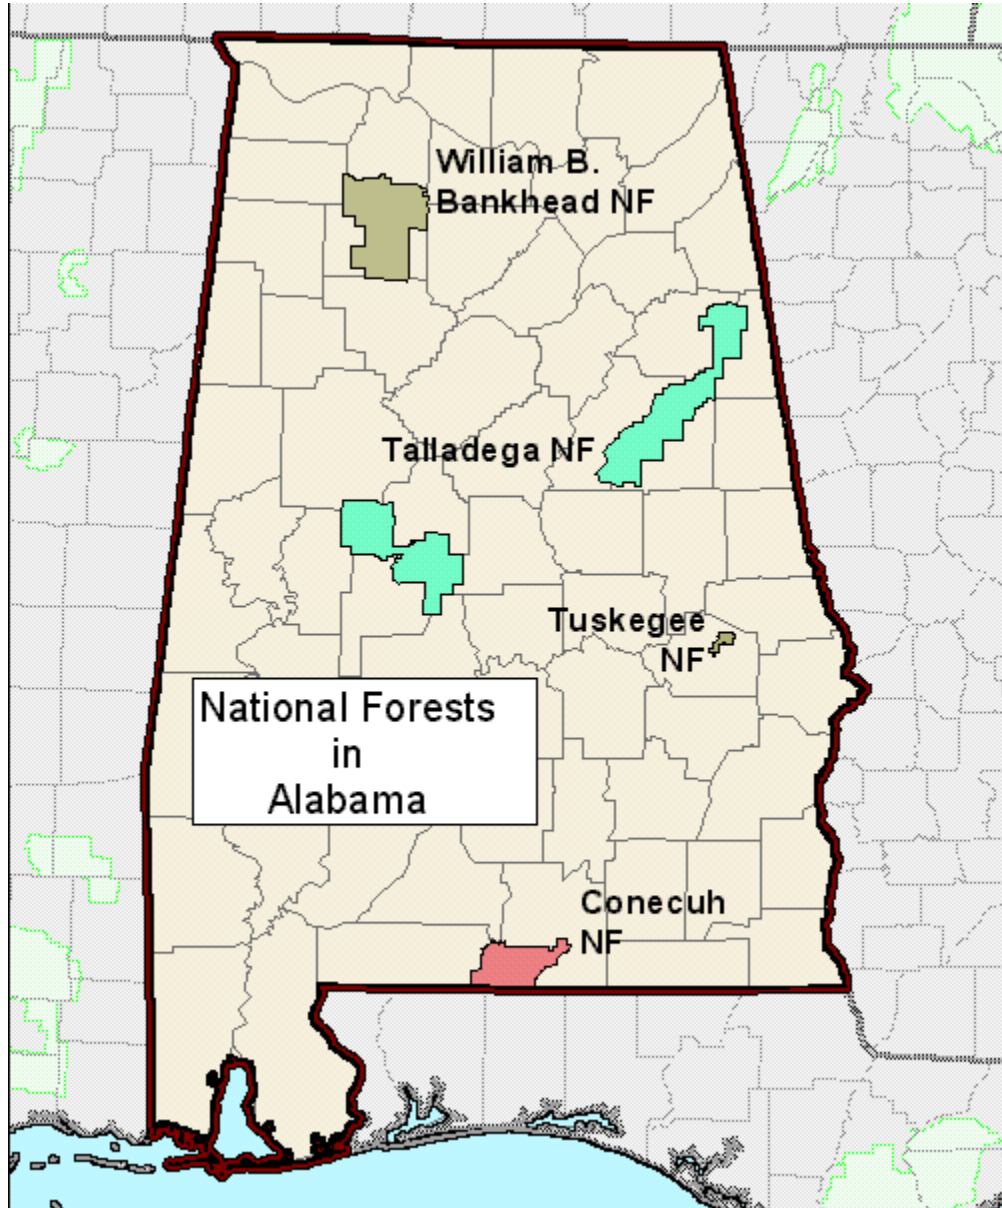 William B.
Bankhead NF
Talladega NF
Tuskegee
NF
National Forests
in
Alabama
Conecuh
NF